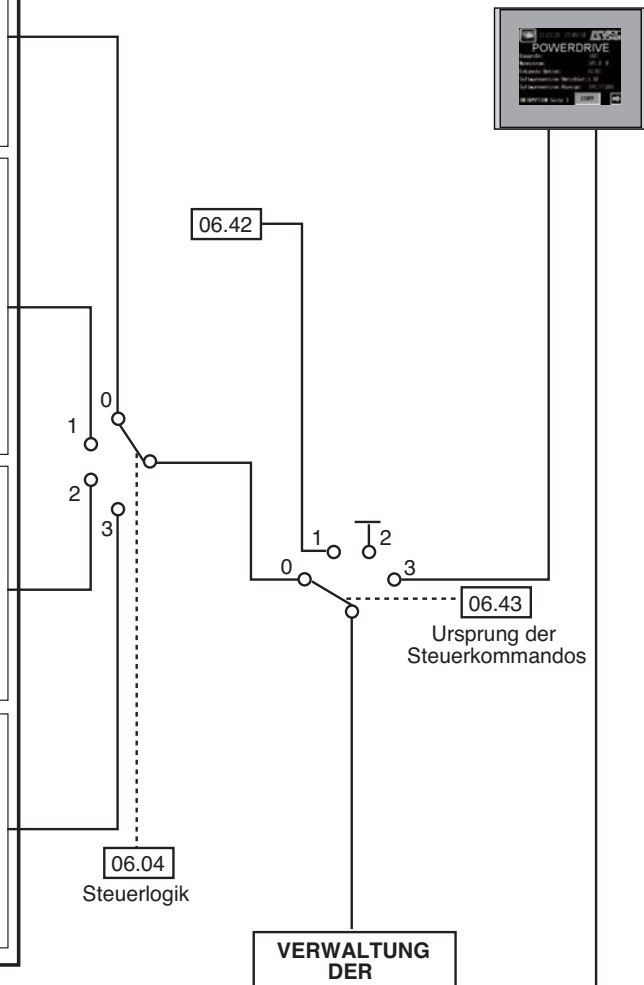 POWERDRIVE
06.42
0
1
2
3
1
2
0
3
06.43
Ursprung der
Steuerkommandos
06.04
Steuerlogik
VERWALTUNG
DER